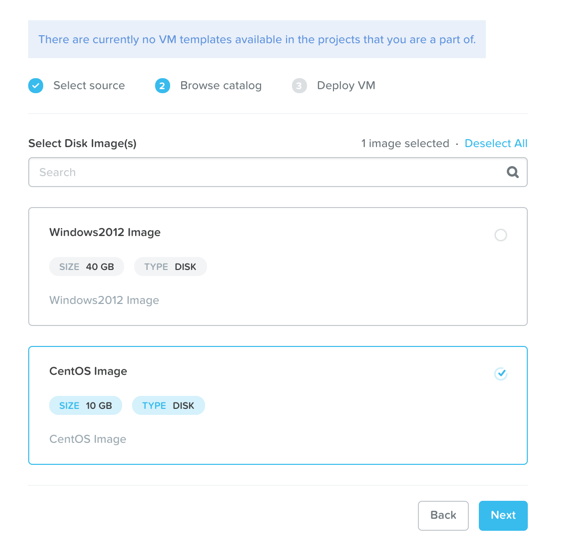 There are currently no VM templates available in the projects that you are a part of.
Select source 2 Browse catalog 3 Deploy VM
Select Disk Image(s) 1 image selected · Deselect All
Search
Windows2012 Image
SIZE 40 GB TYPE DISK
Windows2012 Image
CentOS Image
SIZE 10 GB TYPE DISK
CentOS Image
Back Next